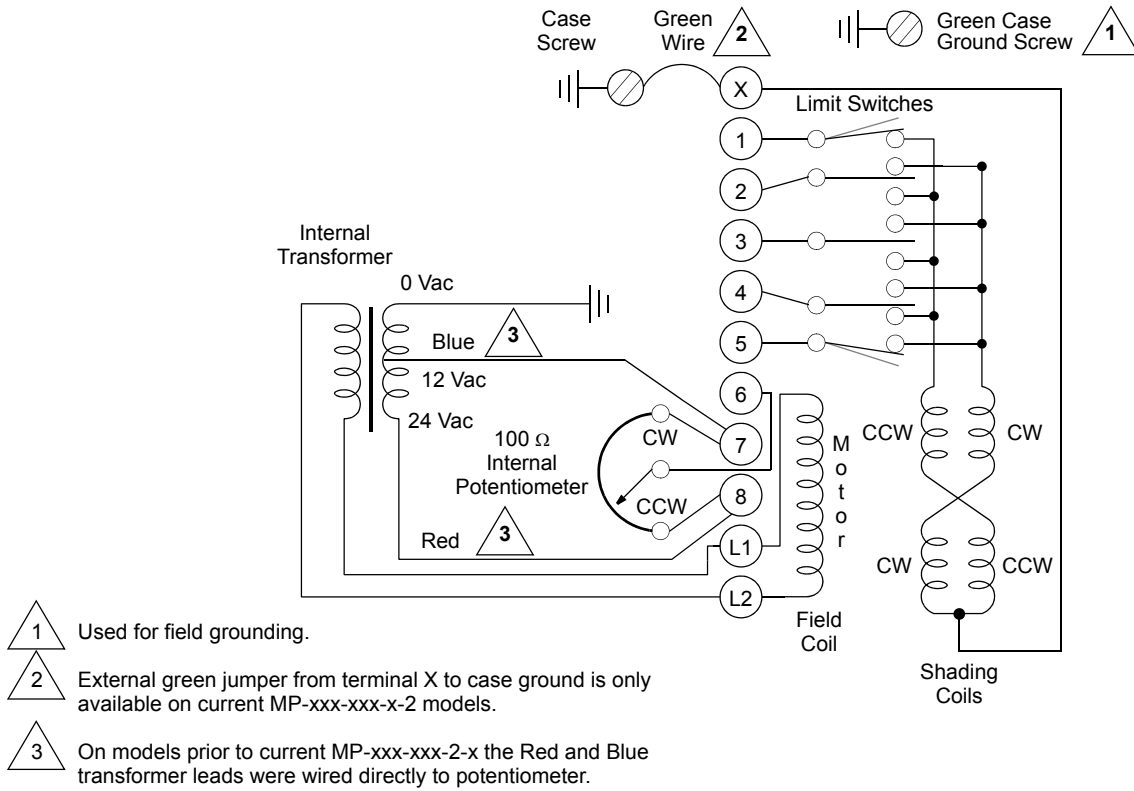 Case
Screw
Green
Wire
2
Green Case
Ground Screw
1
X
Limit Switches
1
2
3
4
5
6
7
8
L1
L2
Internal
Transformer
0 Vac
Blue
3
12 Vac
24 Vac
100 Ω
Internal
Potentiometer
CW
CCW
Red
3
Motor
Field
Coil
CCW
CW
CW
CCW
Shading
Coils
1 Used for field grounding.
2 External green jumper from terminal X to case ground is only
available on current MP-xxx-xxx-x-2 models.
3 On models prior to current MP-xxx-xxx-2-x the Red and Blue
transformer leads were wired directly to potentiometer.